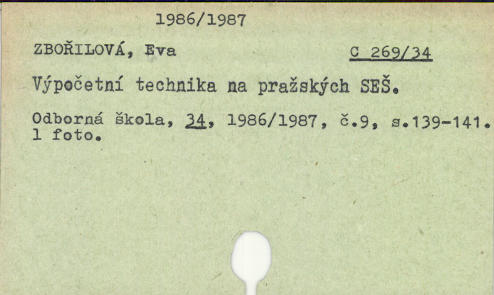 1986/1987
ZBOŘILOVÁ, Eva C 269/34
Výpočetní technika na pražských SEŠ.
Odborná škola, 34, 1986/1987, č.9, s.139-141.
1 foto.